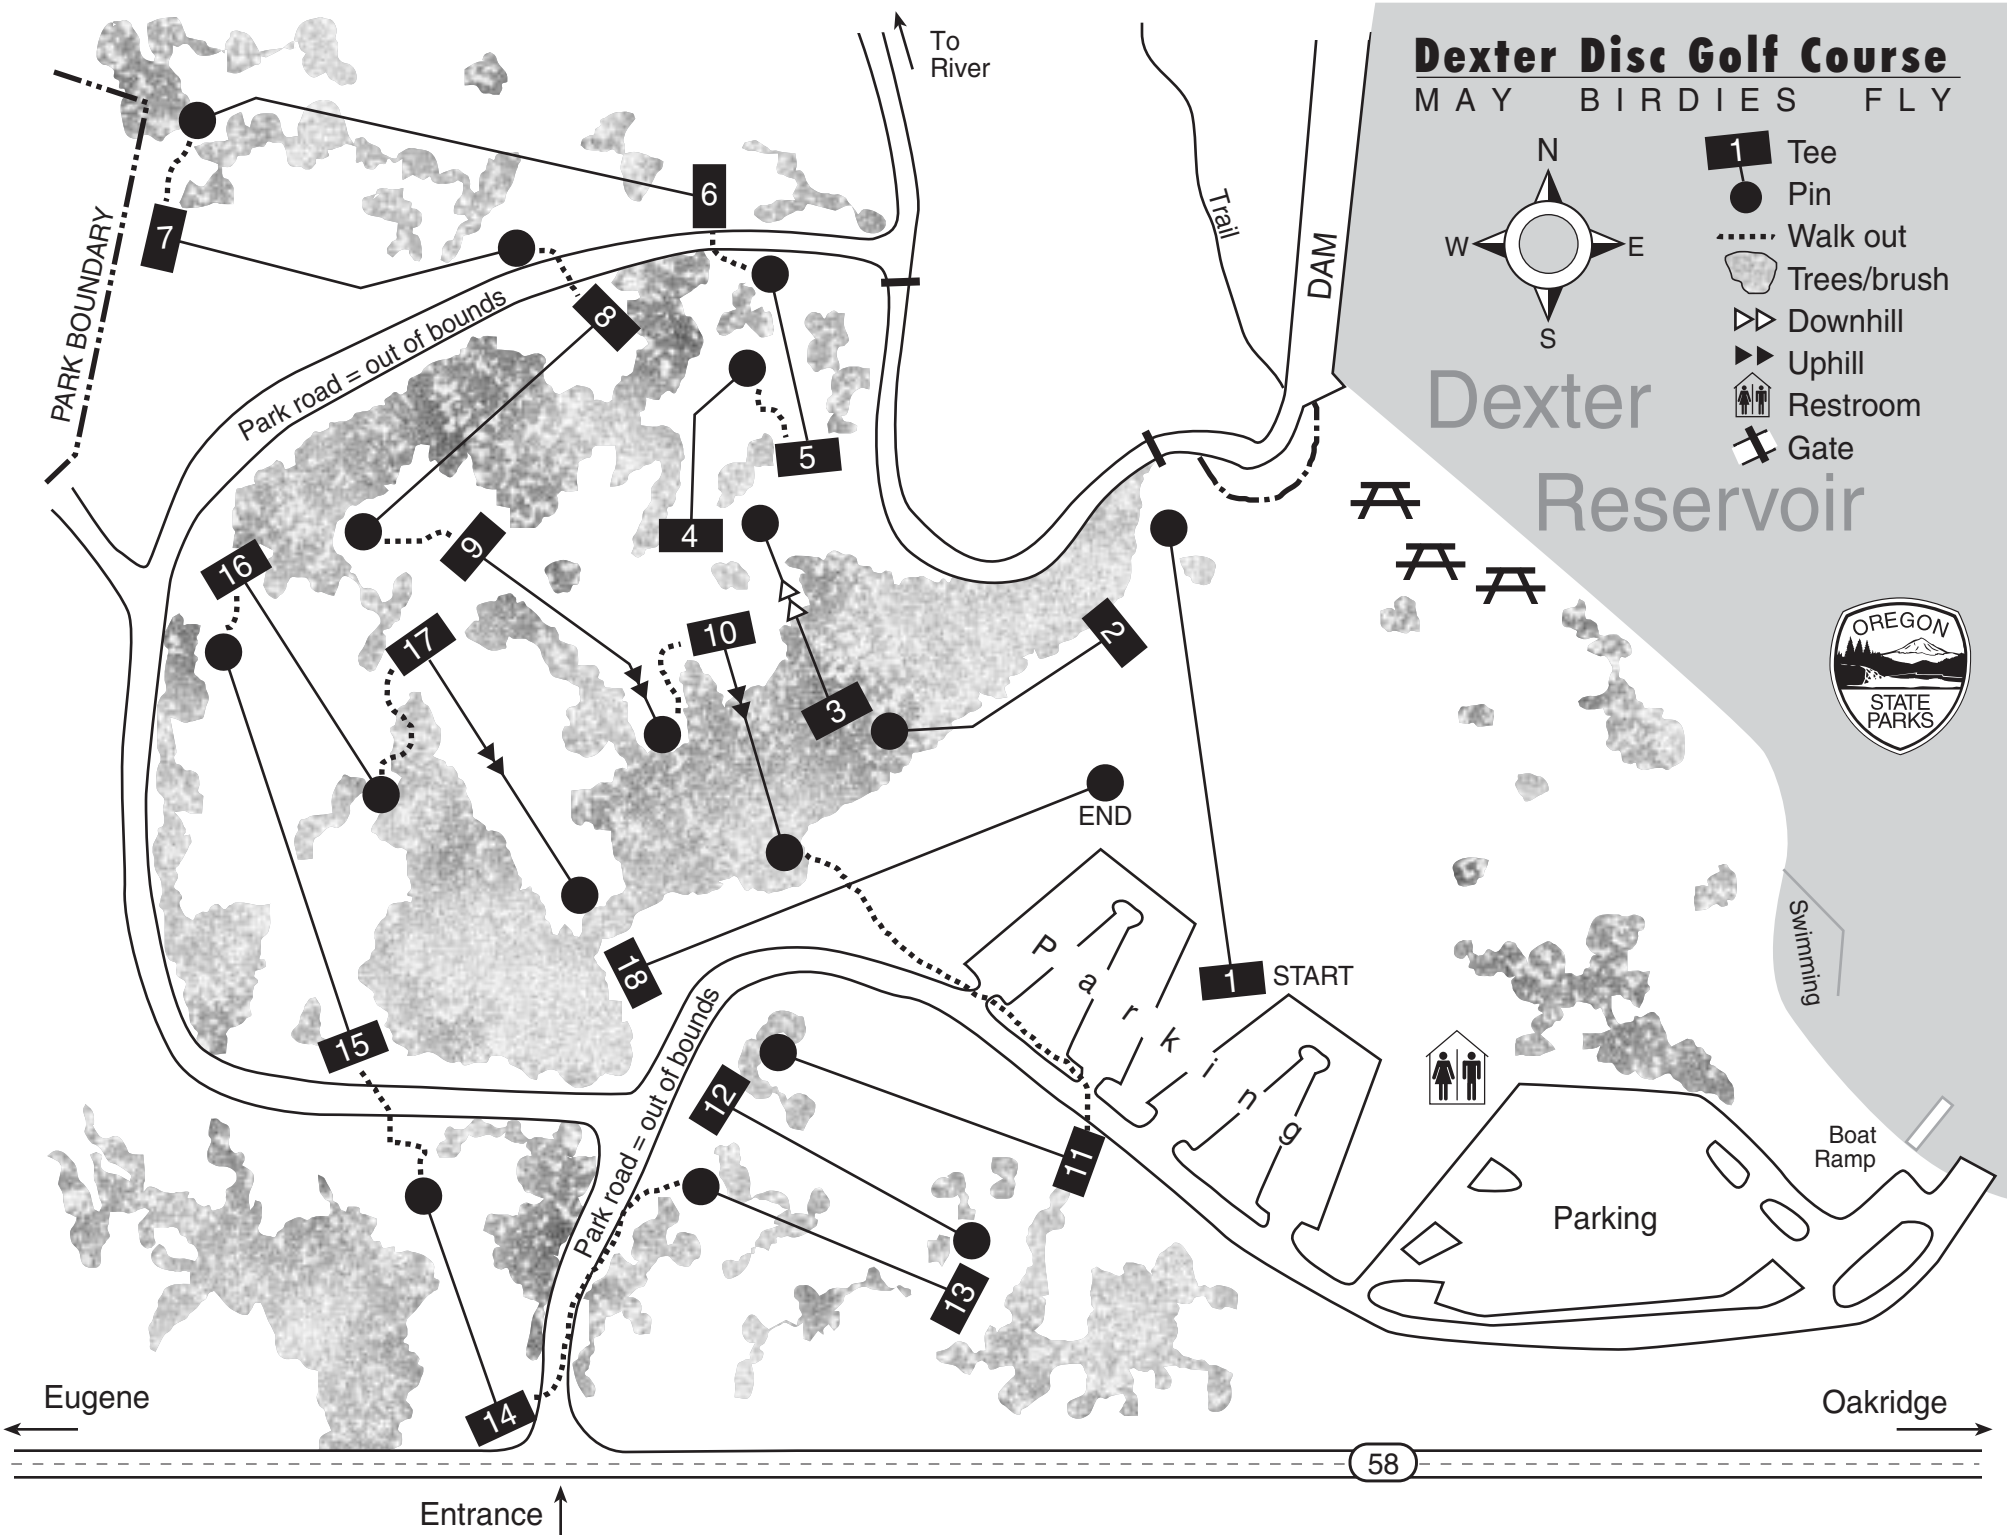 Dexter Disc Golf Course
MAY BIRDIES FLY
N
W
E
S
1
Tee
Pin
Walk out
Trees/brush
Downhill
Uphill
Restroom
Gate
Dexter
Reservoir
OREGON
STATE
PARKS
To
River
Trail
DAM
PARK BOUNDARY
Park road = out of bounds
6
7
8
5
4
9
16
17
10
2
3
END
18
1
START
Parking
Swimming
15
Park road = out of bounds
12
11
13
14
Parking
Boat
Ramp
Eugene
Oakridge
58
Entrance